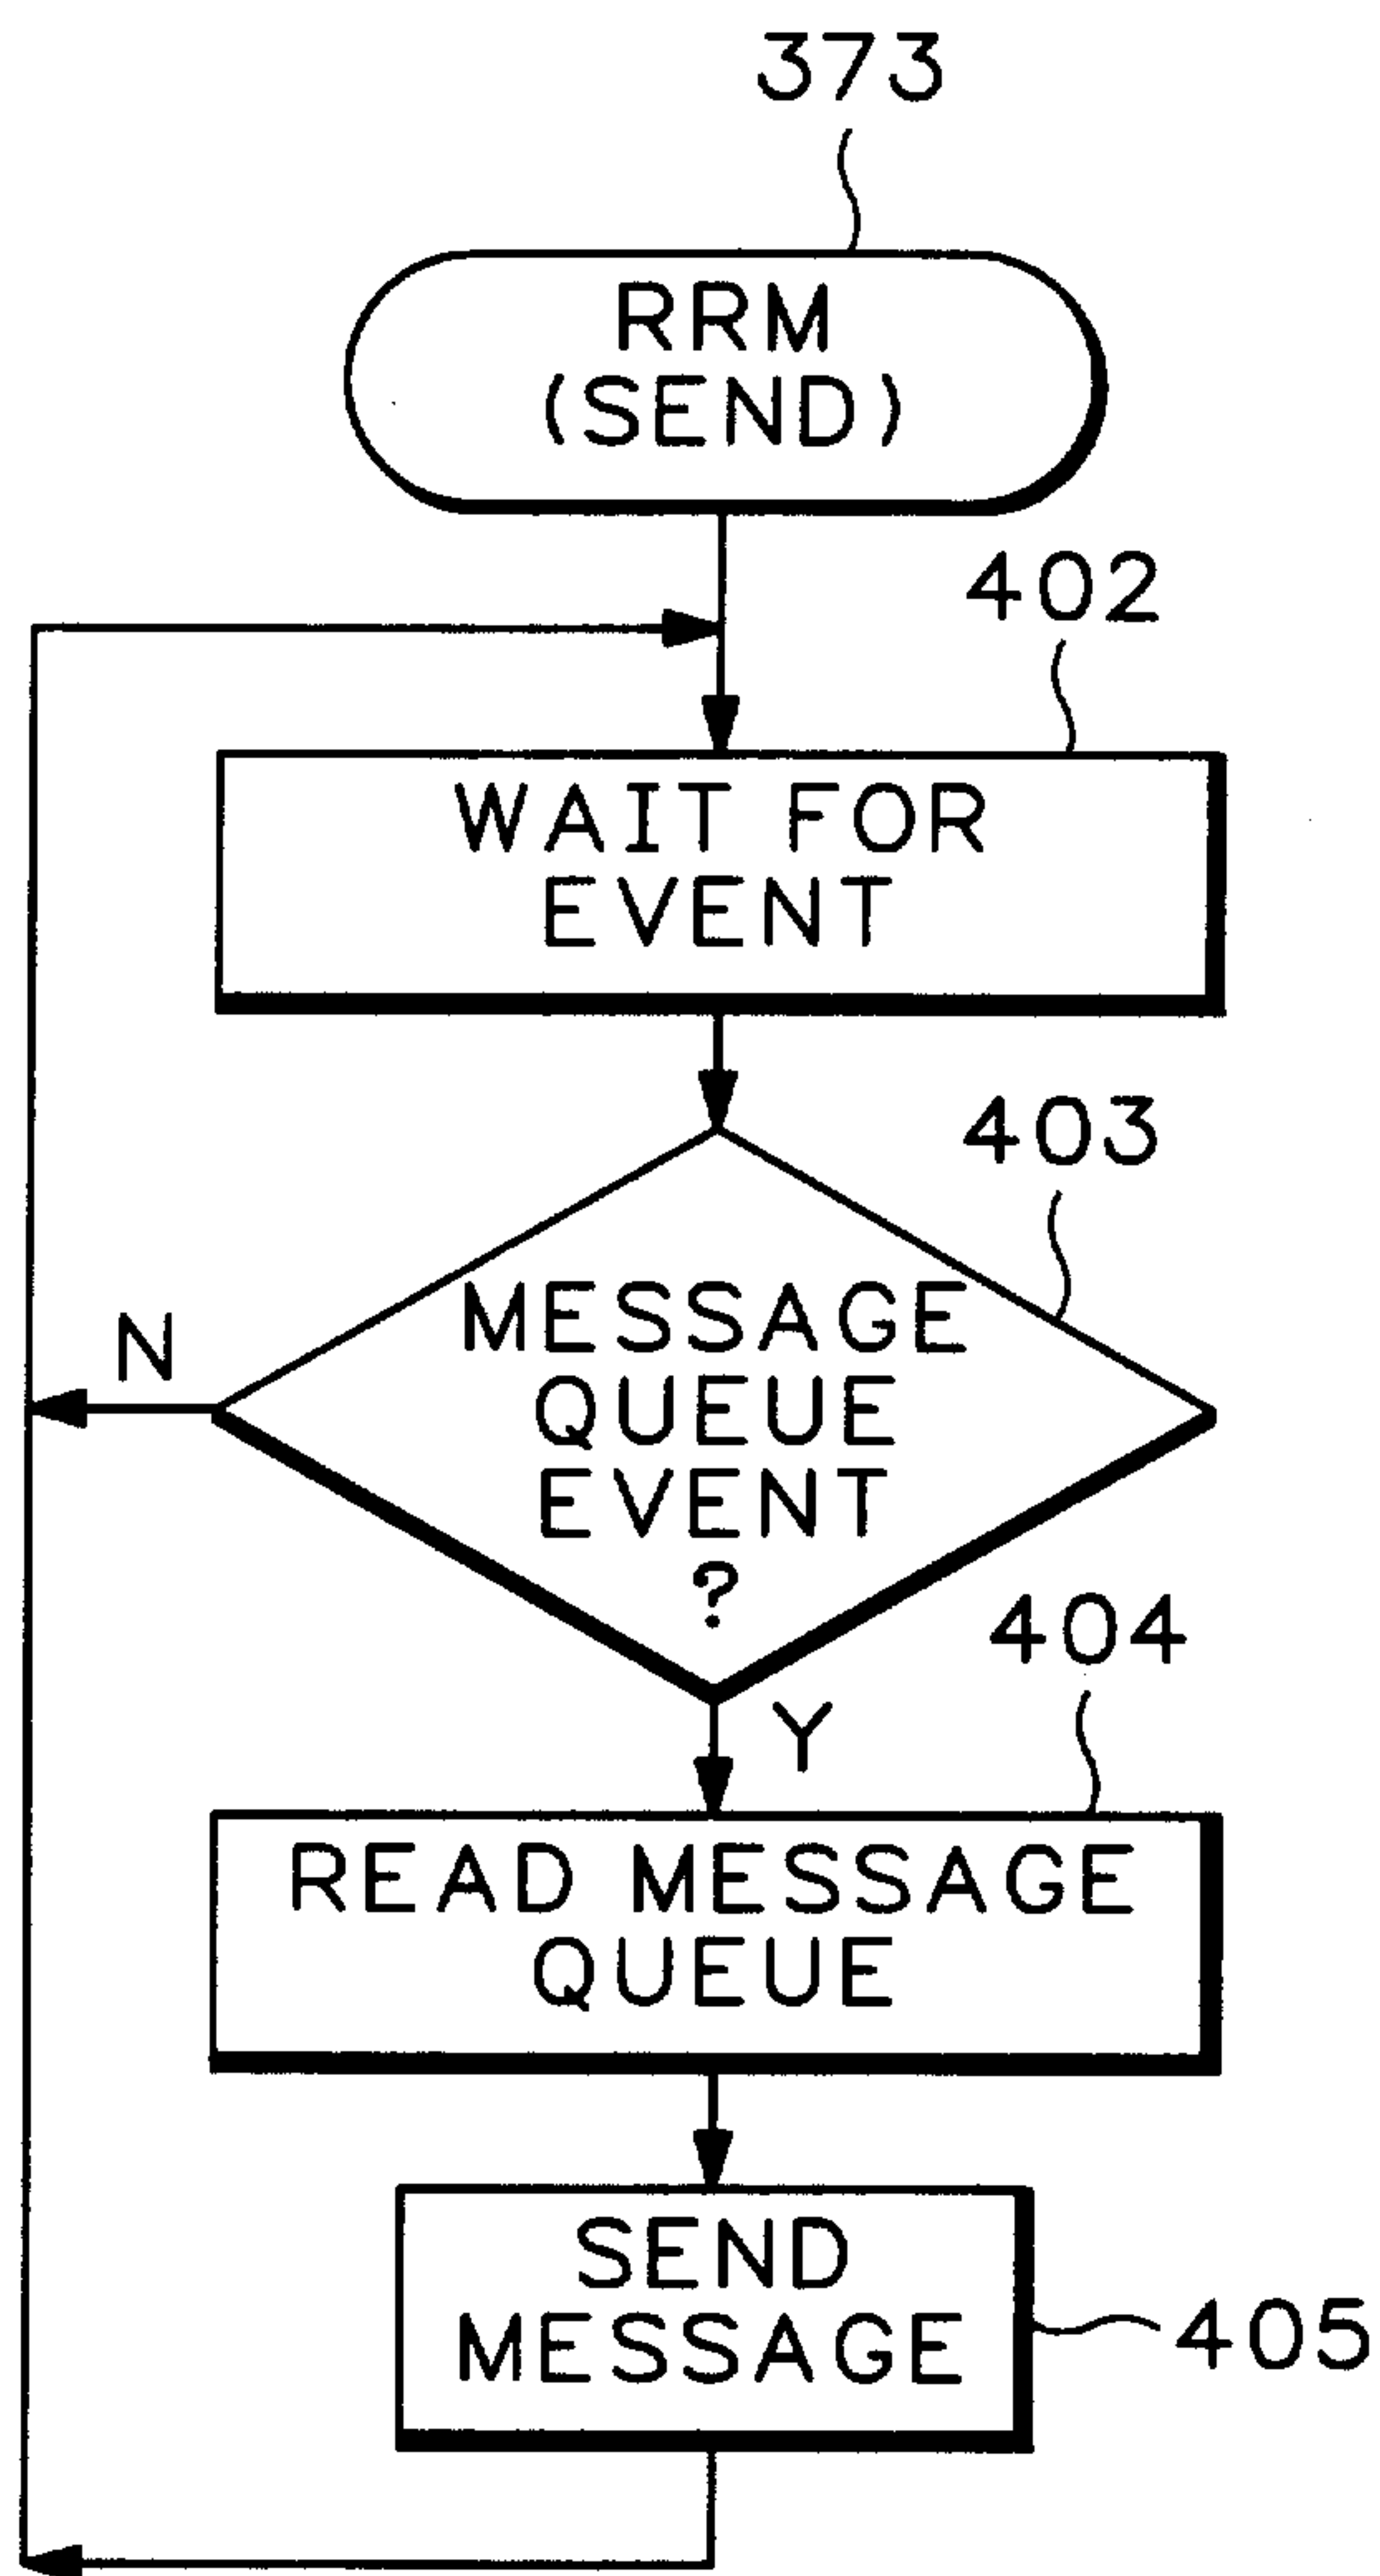 373
RRM
(SEND)
402
WAIT FOR
EVENT
403
MESSAGE
QUEUE
EVENT
?
N
Y
404
READ MESSAGE
QUEUE
SEND
MESSAGE
405